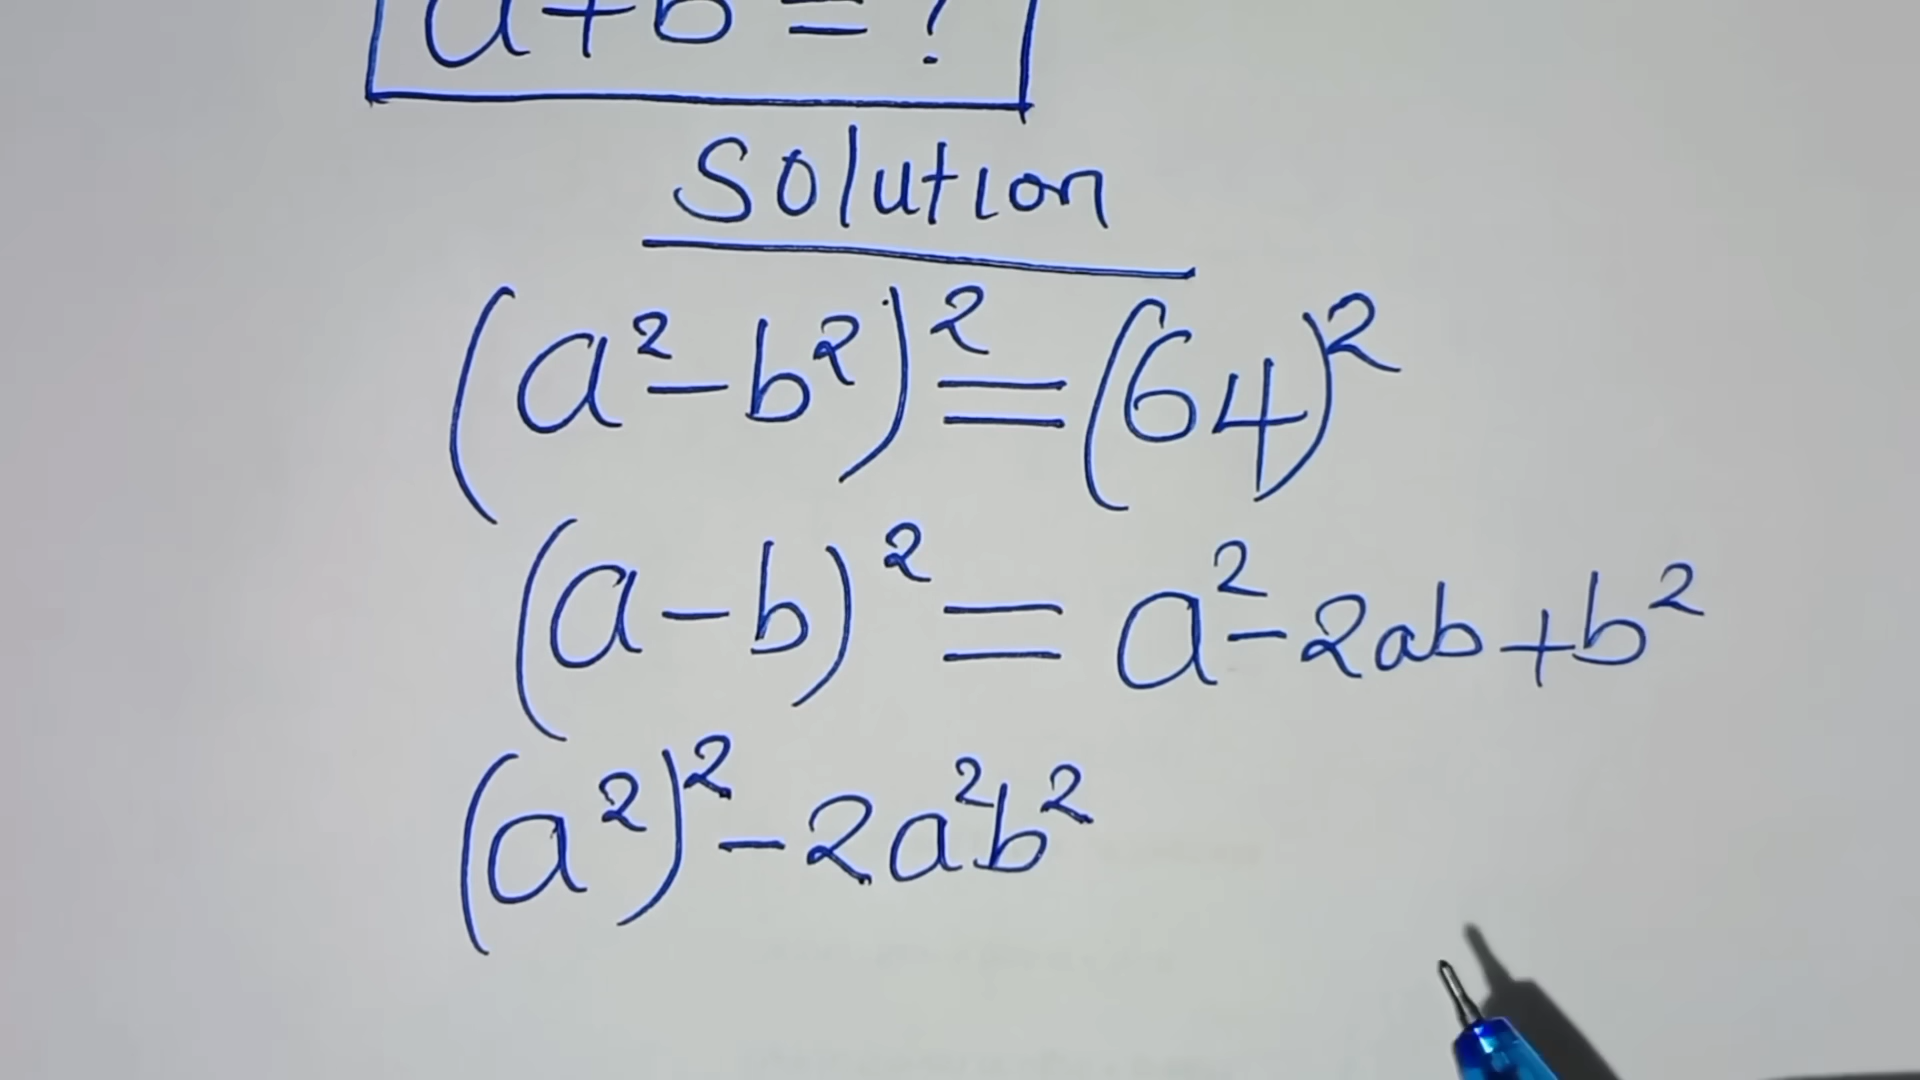 a+b = ?
Solution
(a²-b²)² = (64)²
(a-b)² = a²-2ab+b²
(a²)²-2a²b²